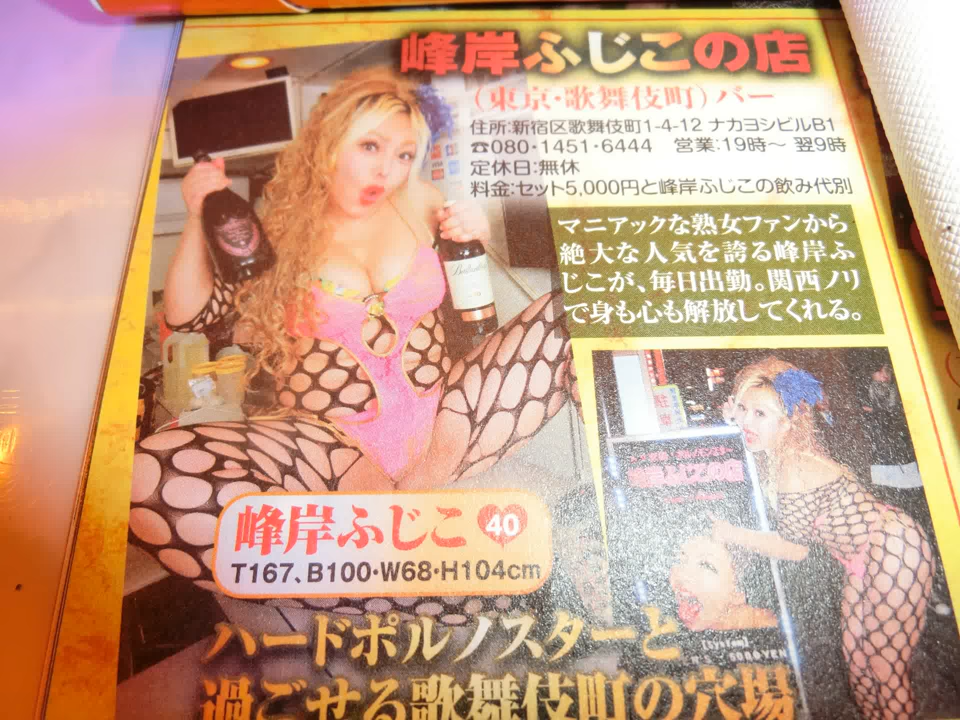 峰岸ふじこの店
(東京・歌舞伎町)バー
住所:新宿区歌舞伎町1-4-12 ナカヨシビルB1
☎080・1451・6444　営業:19時〜 翌9時
定休日:無休
料金:セット5,000円と峰岸ふじこの飲み代別
マニアックな熟女ファンから
絶大な人気を誇る峰岸ふ
じこが、毎日出勤。関西ノリ
で身も心も解放してくれる。
峰岸ふじこ 40
T167、B100・W68・H104cm
[System]
ハードポルノスターと
過ごせる歌舞伎町の穴場